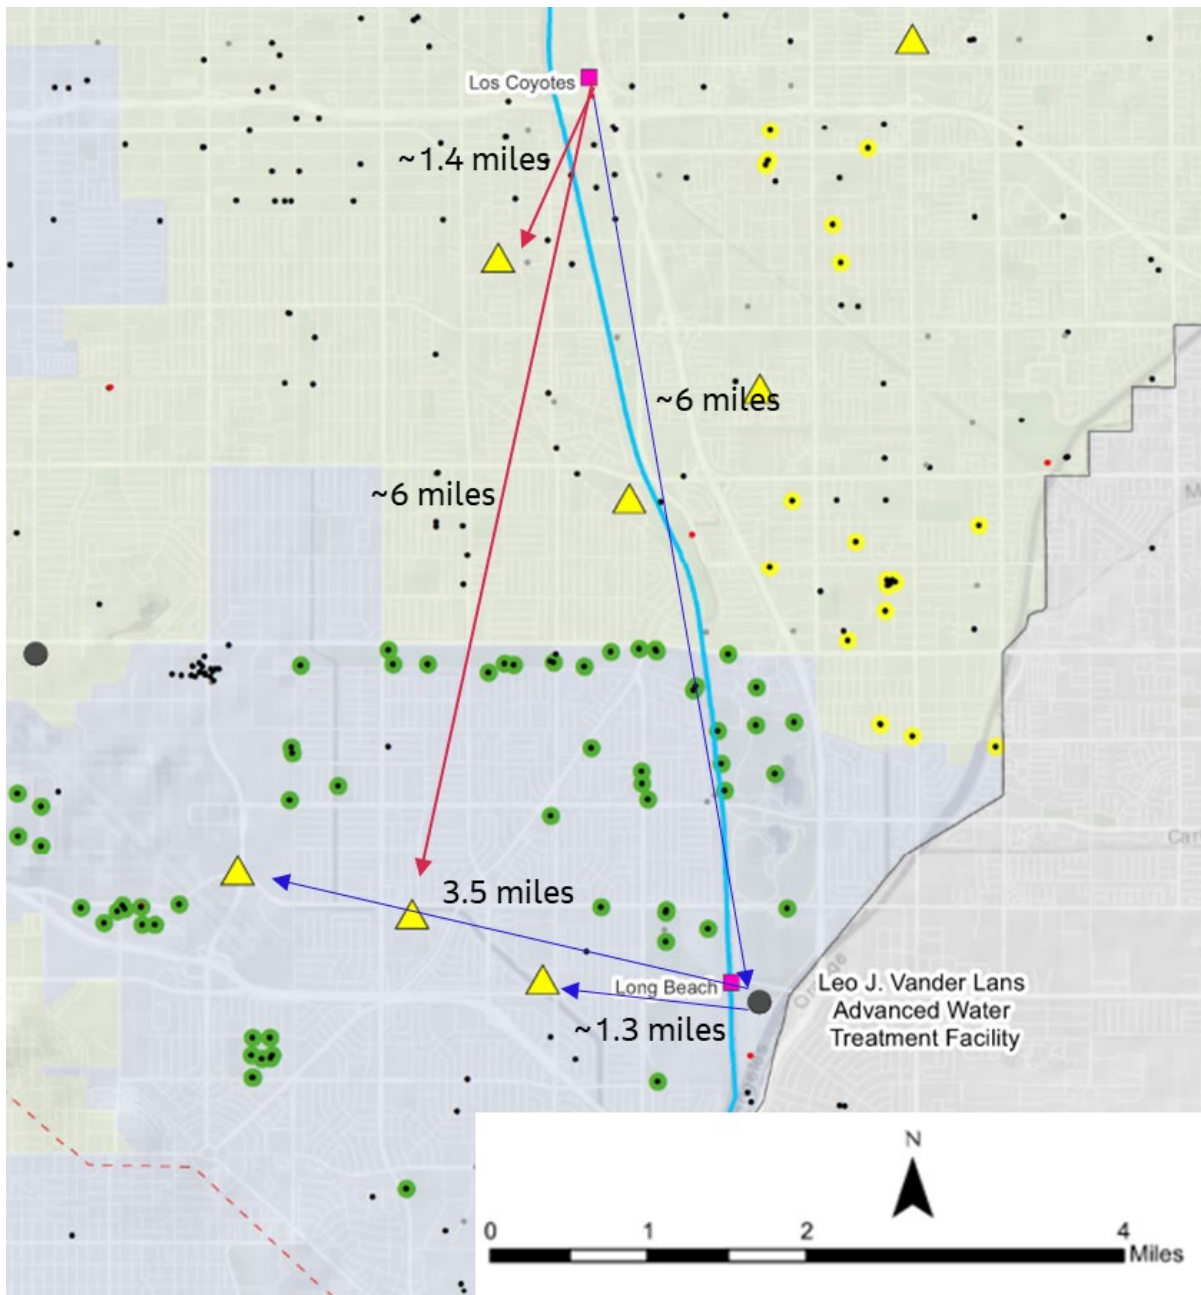 Los Coyotes
~1.4 miles
~6 miles
~6 miles
3.5 miles
Long Beach
~1.3 miles
Leo J. Vander Lans
Advanced Water
Treatment Facility
N
0 1 2 4
Miles